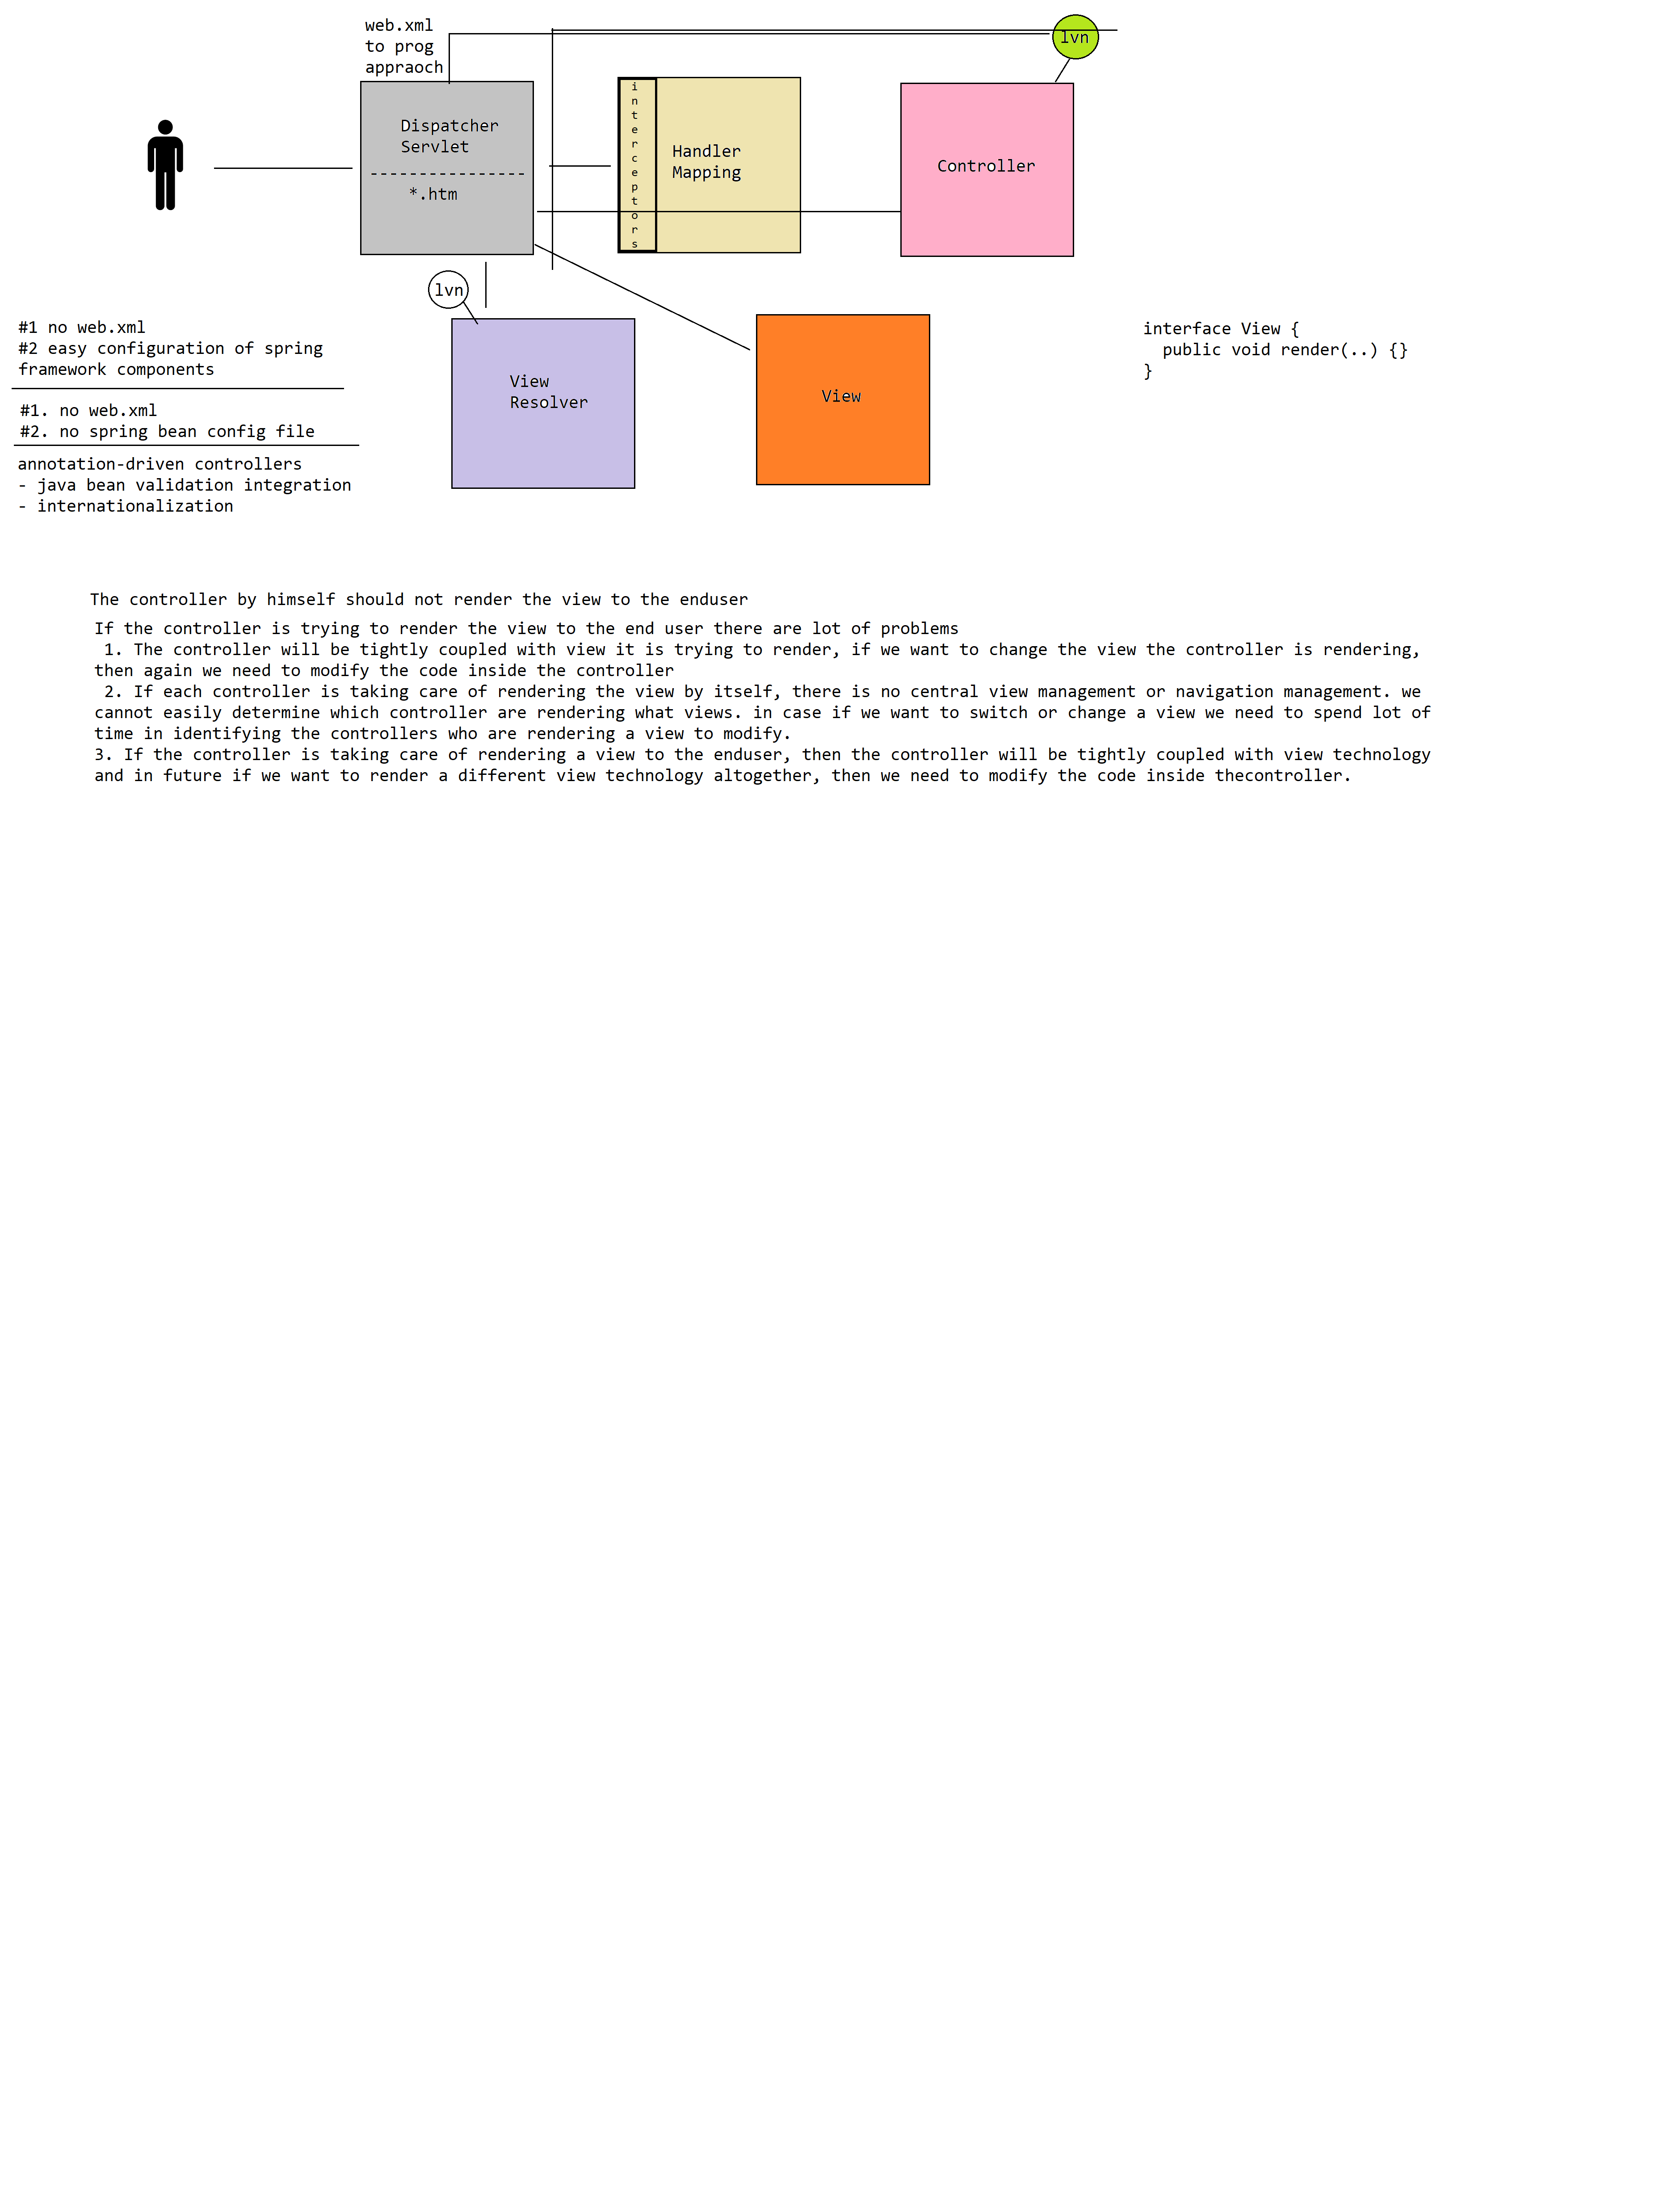 web.xml
to prog
appraoch
lvn
Dispatcher
Servlet
*.htm
interceptors
Handler
Mapping
Controller
lvn
#1 no web.xml
#2 easy configuration of spring
framework components
#1. no web.xml
#2. no spring bean config file
annotation-driven controllers
- java bean validation integration
- internationalization
View
Resolver
View
interface View {
public void render(..) {}
}
The controller by himself should not render the view to the enduser
If the controller is trying to render the view to the end user there are lot of problems
1. The controller will be tightly coupled with view it is trying to render, if we want to change the view the controller is rendering,
then again we need to modify the code inside the controller
2. If each controller is taking care of rendering the view by itself, there is no central view management or navigation management. we
cannot easily determine which controller are rendering what views. in case if we want to switch or change a view we need to spend lot of
time in identifying the controllers who are rendering a view to modify.
3. If the controller is taking care of rendering a view to the enduser, then the controller will be tightly coupled with view technology
and in future if we want to render a different view technology altogether, then we need to modify the code inside thecontroller.